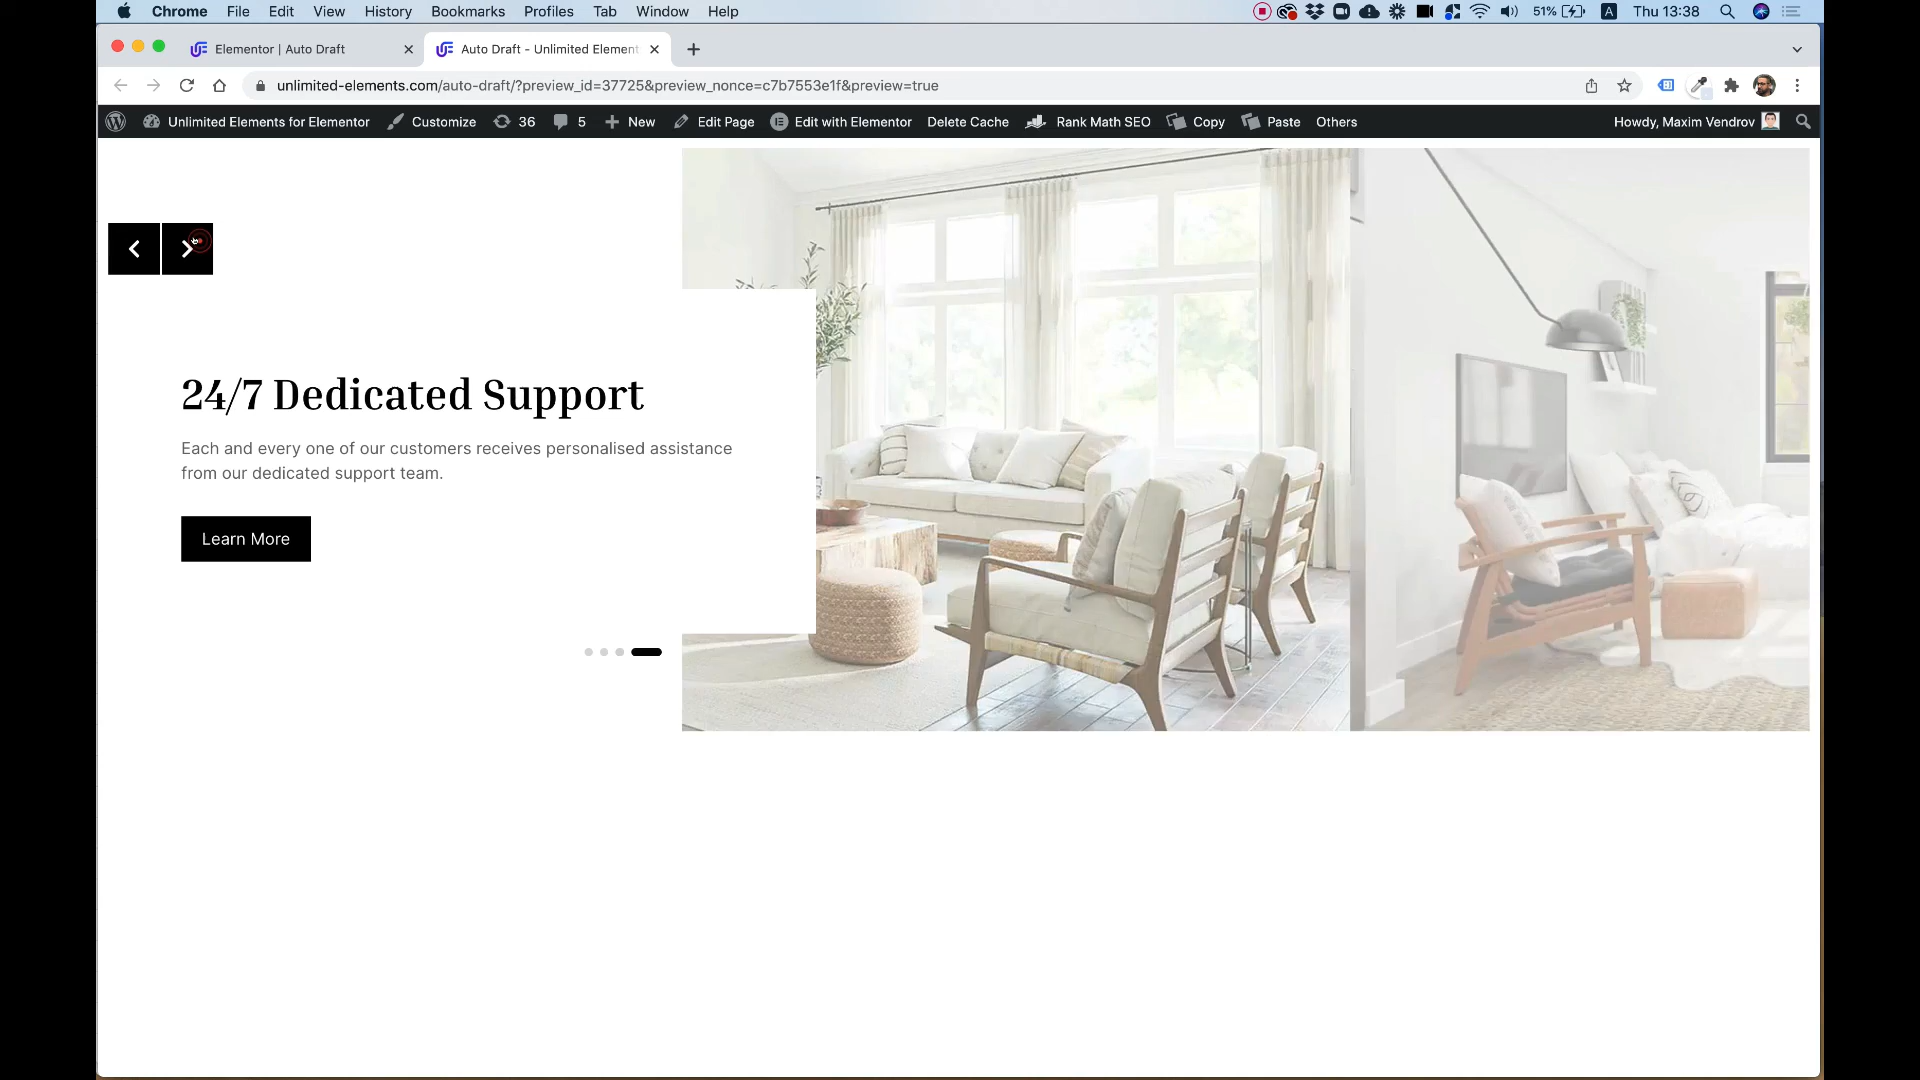 Chrome File Edit View History Bookmarks Profiles Tab Window Help 51% A Thu 13:38
Elementor | Auto Draft
Auto Draft - Unlimited Element
unlimited-elements.com/auto-draft/?preview_id=37725&preview_nonce=c7b7553e1f&preview=true
Unlimited Elements for Elementor Customize 36 5 New Edit Page Edit with Elementor Delete Cache Rank Math SEO Copy Paste Others Howdy, Maxim Vendrov
24/7 Dedicated Support
Each and every one of our customers receives personalised assistance
from our dedicated support team.
Learn More